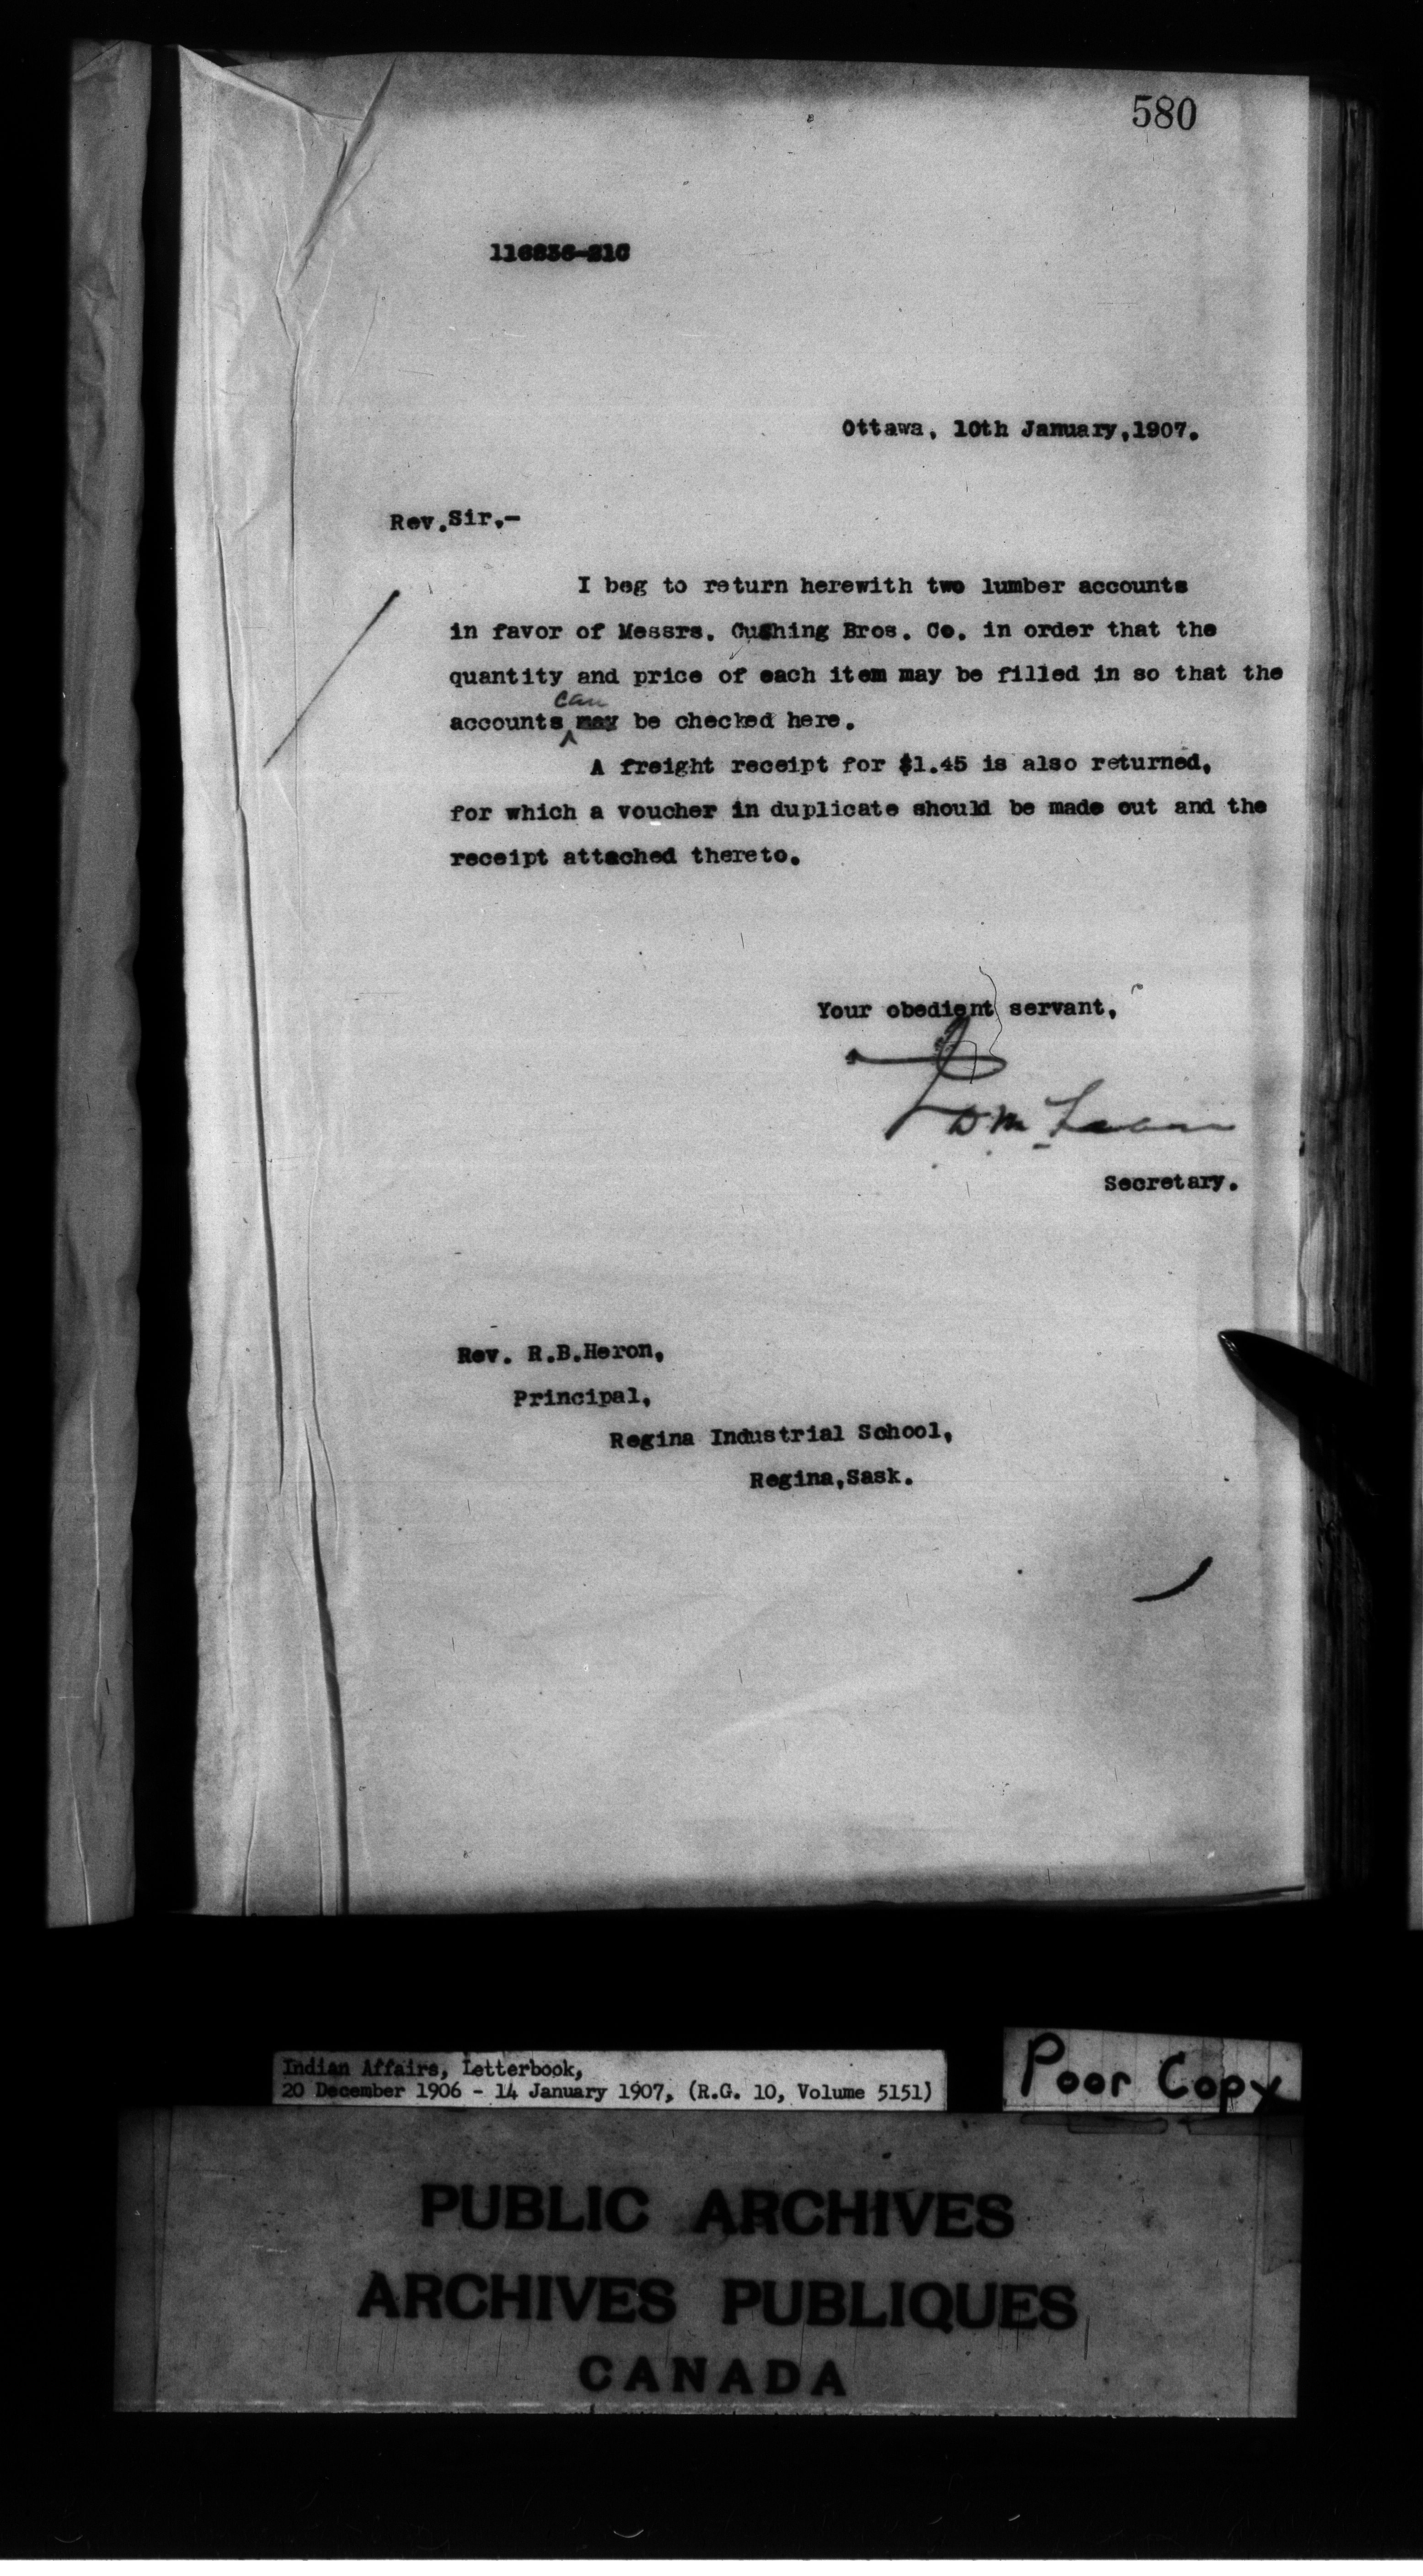 580
Ottawa, 10th January,1907.
Rev.Sir,-
I beg to return herewith two lumber accounts
in favor of Messrs. Cushing Bros. Co. in order that the
quantity and price of each item may be filled in so that the
can
accounts may be checked here.
A freight receipt for $1.45 is also returned,
for which a voucher in duplicate should be made out and the
receipt attached thereto.
Your obedient servant,
Secretary.
Rev. R.B.Heron,
Principal,
Regina Industrial School,
Regina,Sask.
Indian Affairs, Letterbook,
20 December 1906 - 14 January 1907, (R.G. 10, Volume 5151)
Poor Copy
PUBLIC ARCHIVES
ARCHIVES PUBLIQUES
CANADA